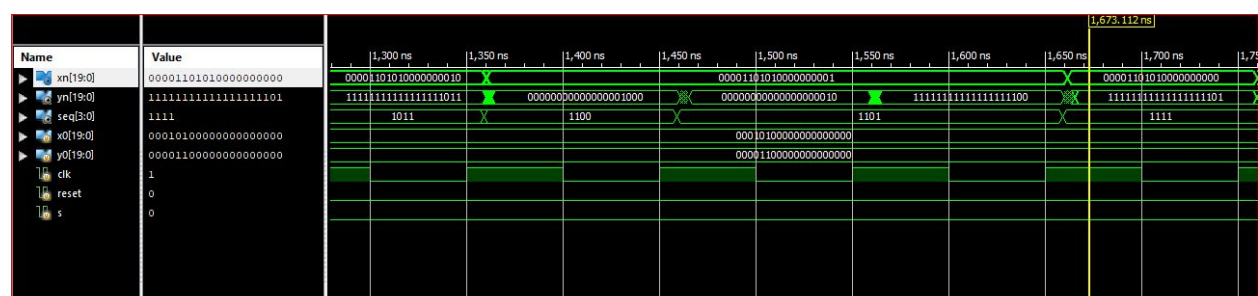 1,673.112 ns
Name Value 1,300 ns 1,350 ns 1,400 ns 1,450 ns 1,500 ns 1,550 ns 1,600 ns 1,650 ns 1,700 ns
xn[19:0] 00001101010000000000 00001101010000000010 00001101010000000001 00001101010000000000
yn[19:0] 11111111111111111101 11111111111111111011 00000000000000001000 00000000000000000010 11111111111111111100 11111111111111111101
seq[3:0] 1111 1011 1100 1101 1111
x0[19:0] 00010100000000000000 00010100000000000000
y0[19:0] 00001100000000000000 00001100000000000000
clk 1
reset 0
s 0